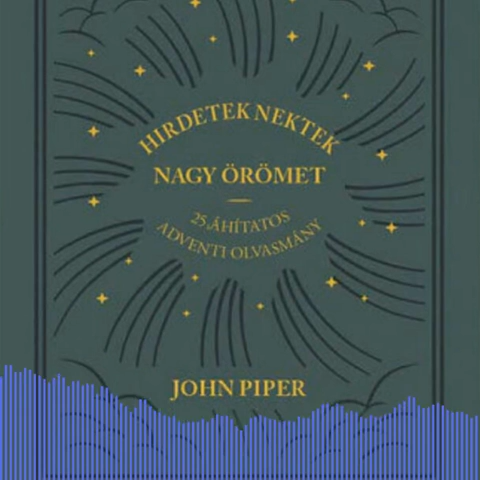 HIRDETEK NEKTEK
NAGY ÖRÖMET
25 ÁHÍTATOS
ADVENTI OLVASMÁNY
JOHN PIPER